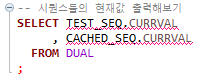 -- 시퀀스들의 현재값 출력해보기
SELECT TEST_SEQ.CURRVAL
, CACHED_SEQ.CURRVAL
FROM DUAL
;